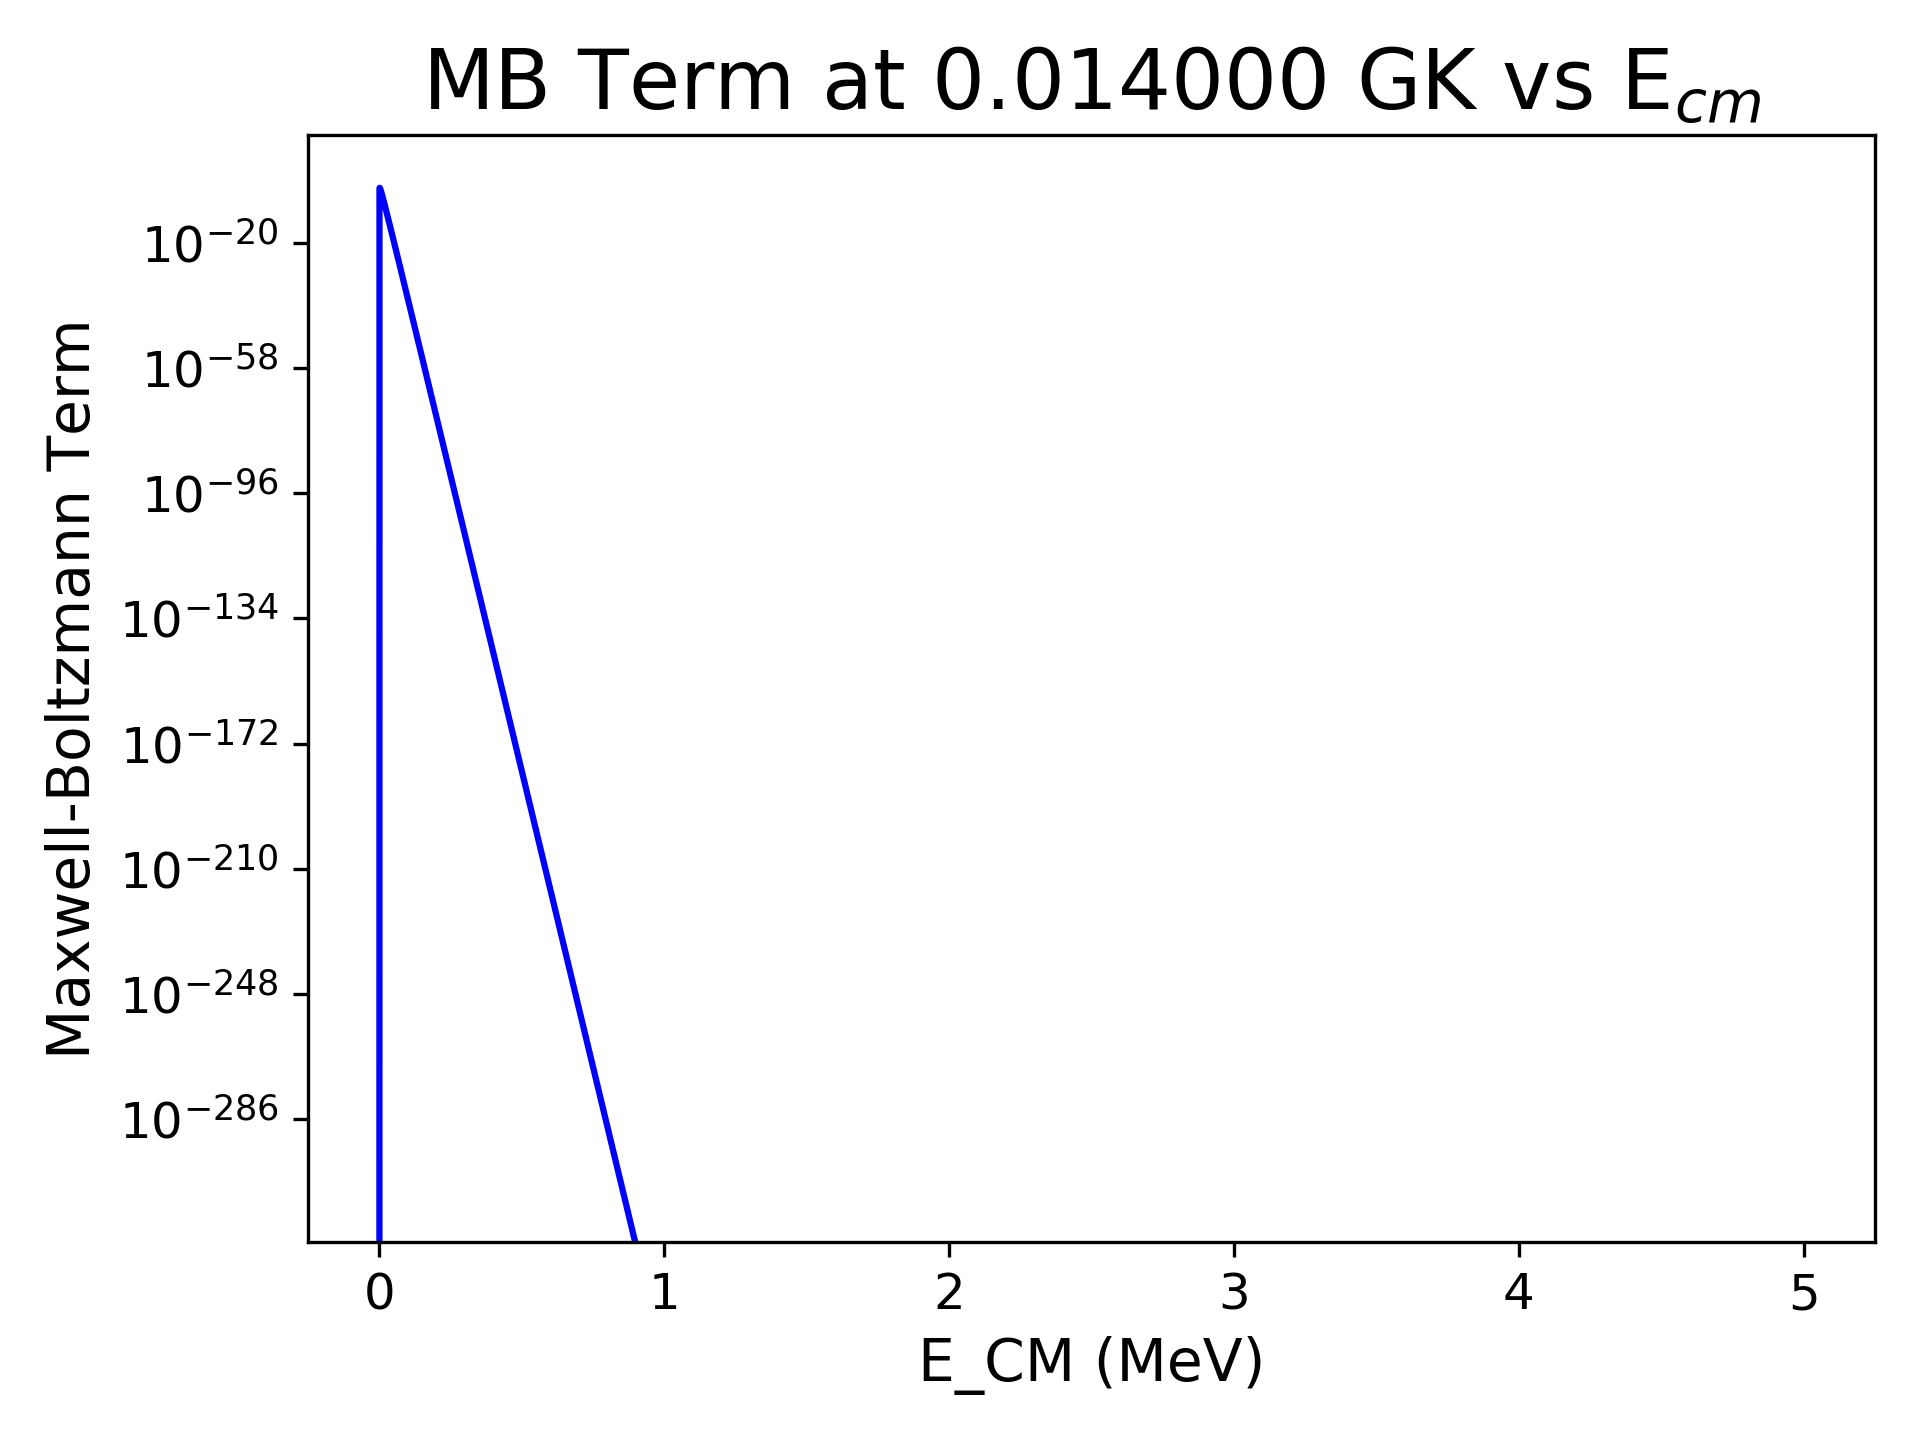 MB Term at 0.014000 GK vs E_{cm}
Maxwell-Boltzmann Term
10^{-20}
10^{-58}
10^{-96}
10^{-134}
10^{-172}
10^{-210}
10^{-248}
10^{-286}
0 1 2 3 4 5
E_CM (MeV)